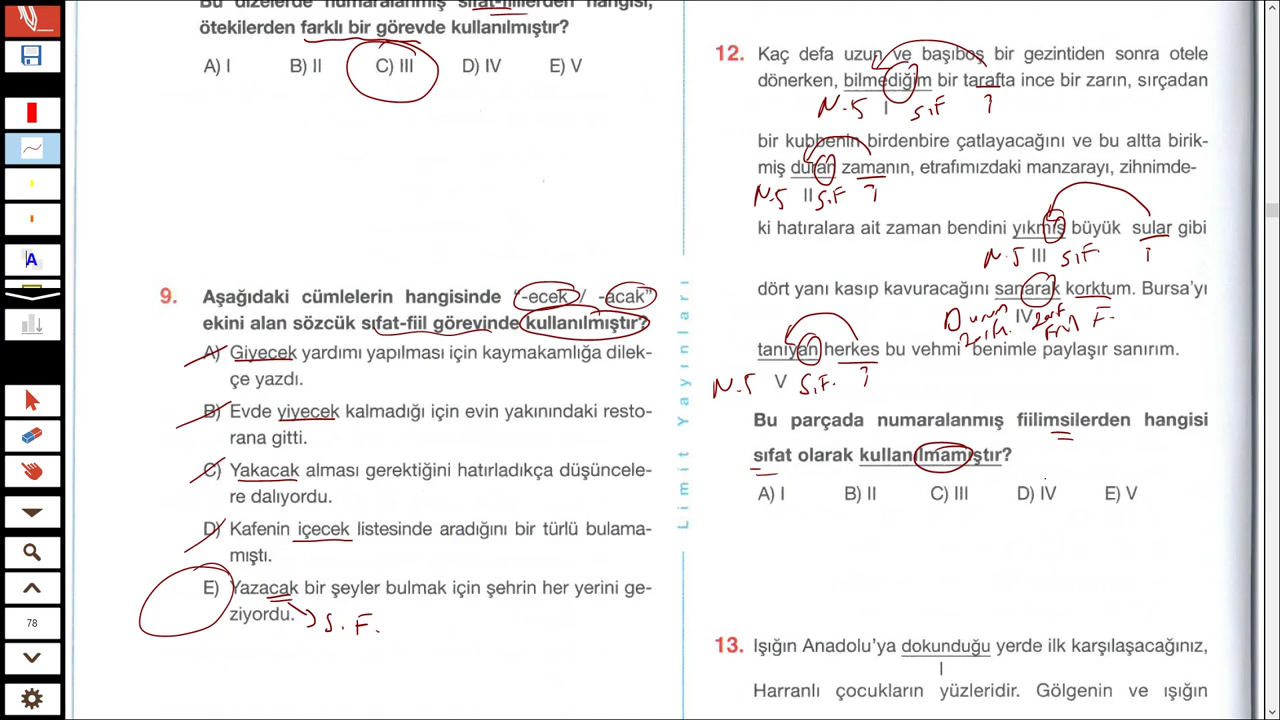 Bu dizelerde numaralanmış sıfat-fiillerden hangisi,
ötekilerden farklı bir görevde kullanılmıştır?
A) I B) II C) III D) IV E) V
9. Aşağıdaki cümlelerin hangisinde “-ecek / -acak”
ekini alan sözcük sıfat-fiil görevinde kullanılmıştır?
A) Giyecek yardımı yapılması için kaymakamlığa dilek-
çe yazdı.
B) Evde yiyecek kalmadığı için evin yakınındaki resto-
rana gitti.
C) Yakacak alması gerektiğini hatırladıkça düşüncele-
re dalıyordu.
D) Kafenin içecek listesinde aradığını bir türlü bulama-
mıştı.
E) Yazacak bir şeyler bulmak için şehrin her yerini ge-
ziyordu.
S.F.
Limit Yayınları
12. Kaç defa uzun ve başıboş bir gezintiden sonra otele
dönerken, bilmediğim bir tarafta ince bir zarın, sırçadan
N.S I S.F İ
bir kubbenin birdenbire çatlayacağını ve bu altta birik-
miş duran zamanın, etrafımızdaki manzarayı, zihnimde-
N.S II S.F İ
ki hatıralara ait zaman bendini yıkmış büyük sular gibi
N.S III S.F İ
dört yanı kasıp kavuracağını sanarak korktum. Bursa’yı
Durum IV zarf F.
zarfı. fiil
tanıyan herkes bu vehmi benimle paylaşır sanırım.
N.S V S.F. İ
Bu parçada numaralanmış fiilimsilerden hangisi
sıfat olarak kullanılmamıştır?
A) I B) II C) III D) IV E) V
13. Işığın Anadolu’ya dokunduğu yerde ilk karşılaşacağınız,
I
Harranlı çocukların yüzleridir. Gölgenin ve ışığın
A
78